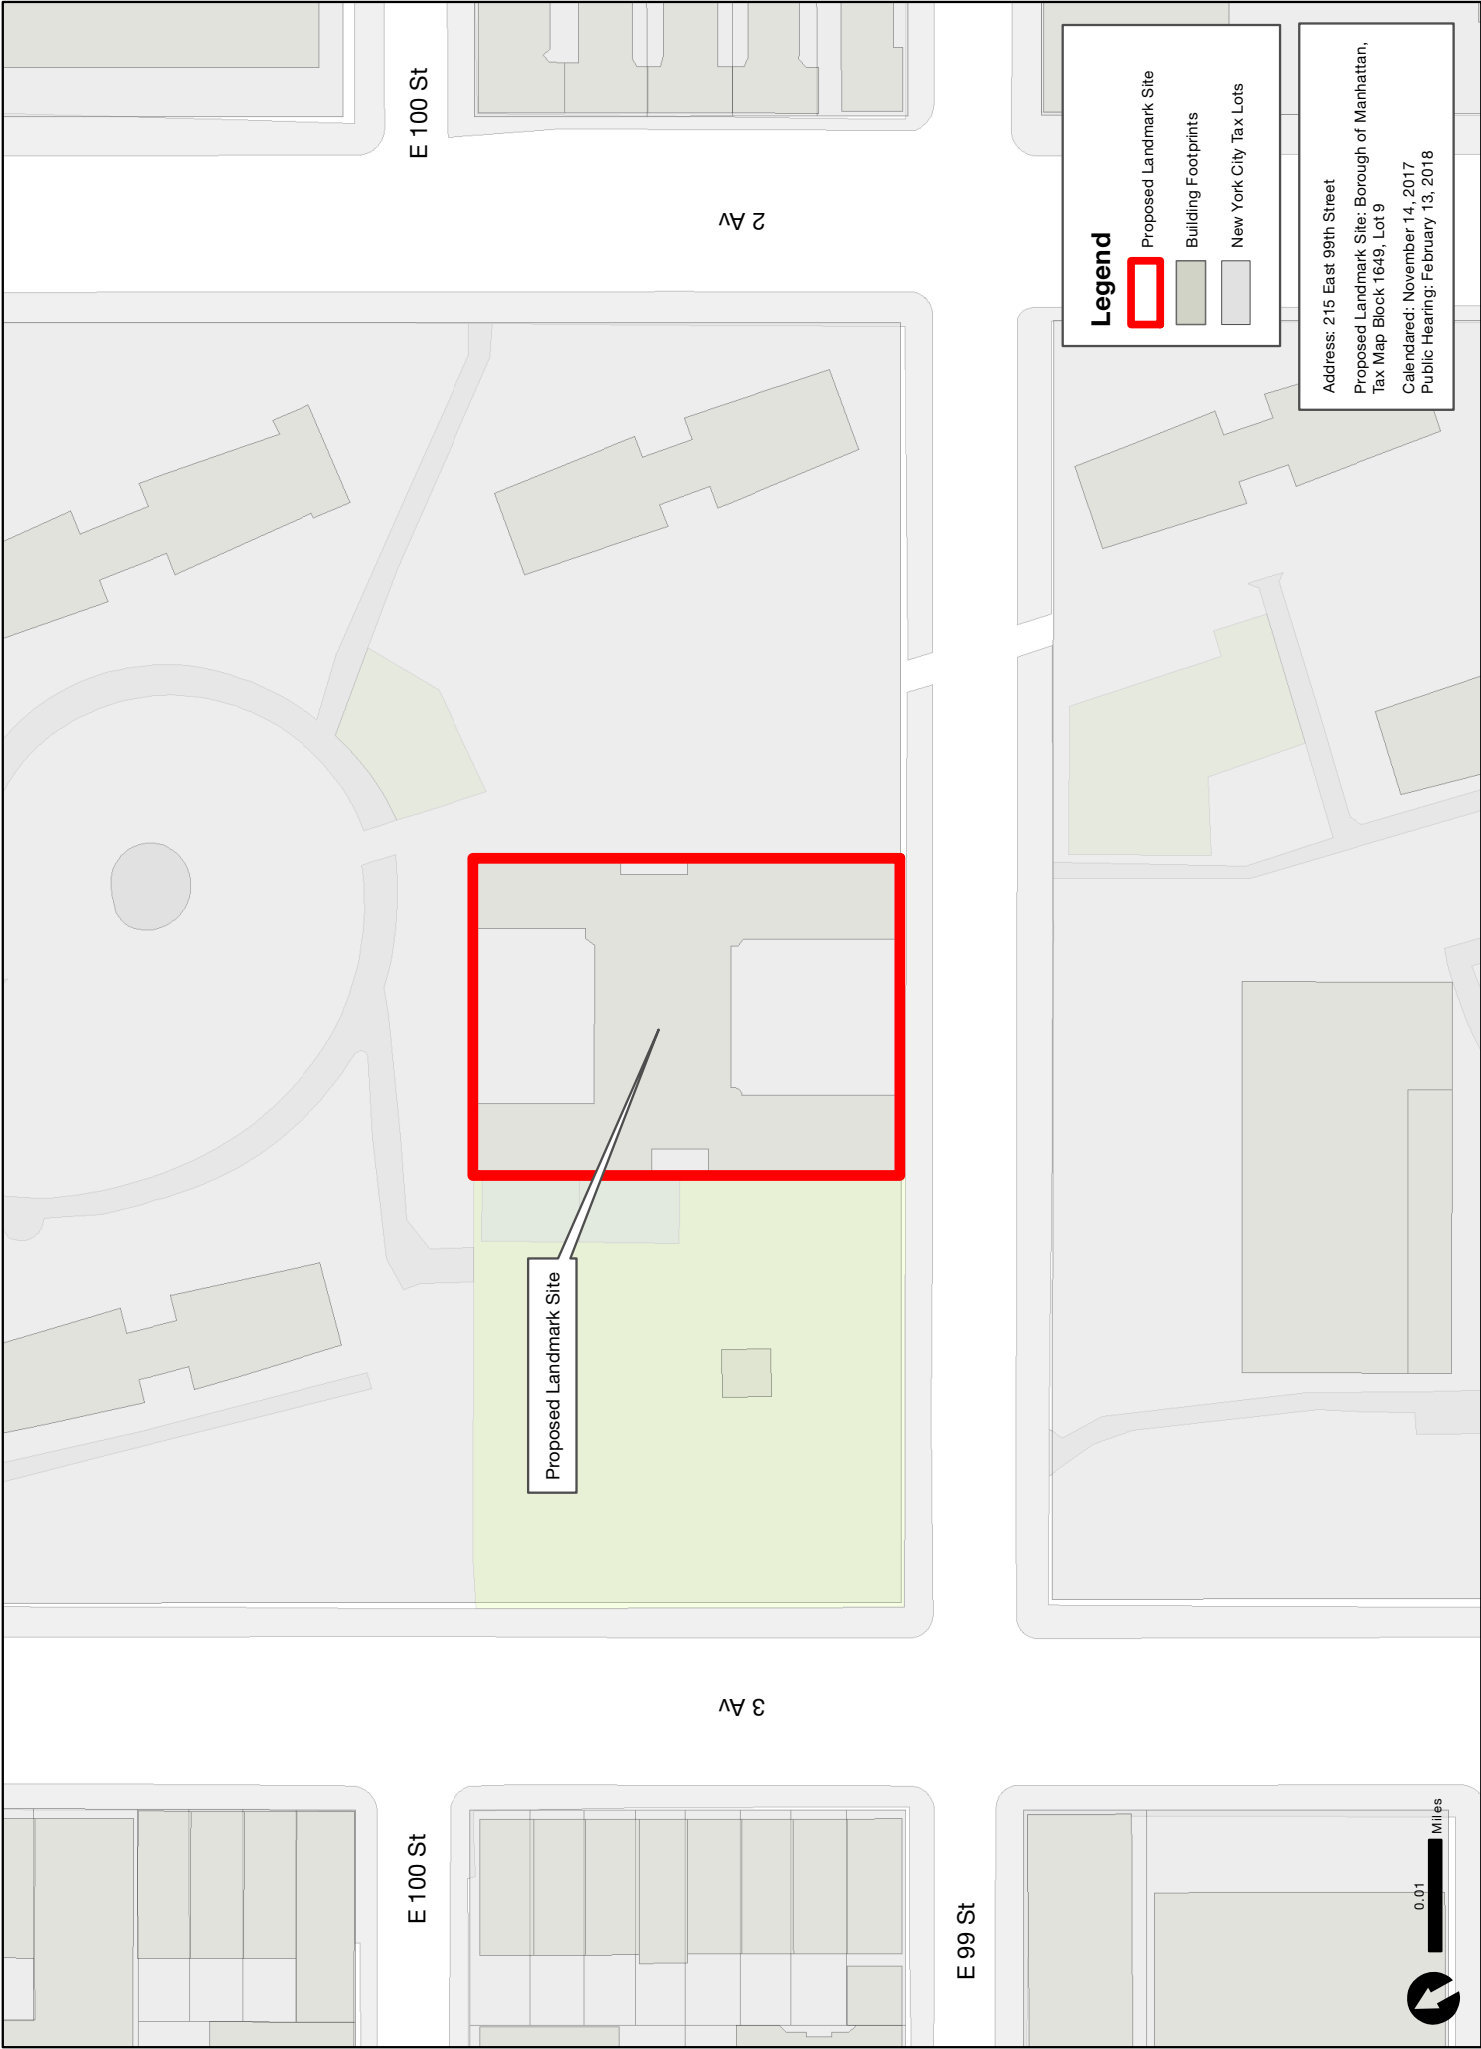 E 100 St
2 Av
Legend
Proposed Landmark Site
Building Footprints
New York City Tax Lots
Address: 215 East 99th Street
Proposed Landmark Site: Borough of Manhattan,
Tax Map Block 1649, Lot 9
Calendared: November 14, 2017
Public Hearing: February 13, 2018
Proposed Landmark Site
3 Av
E 100 St
E 99 St
0.01
Miles